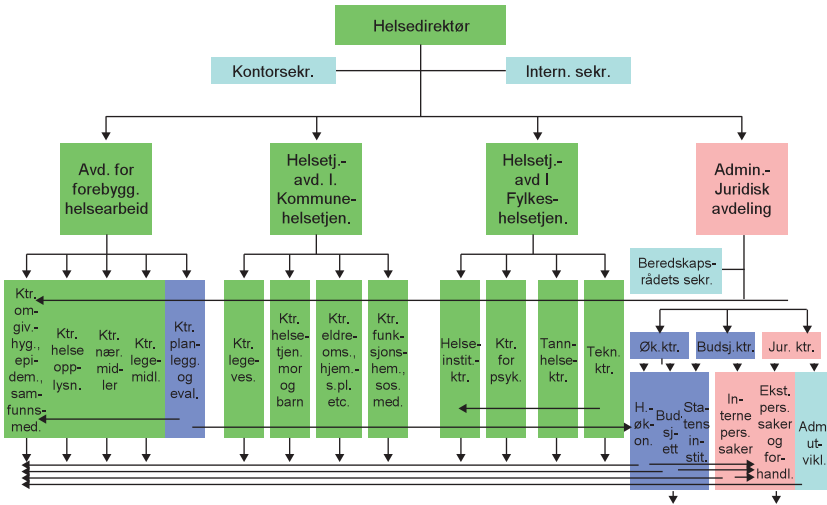 Helsedirektør
Kontorsekr.
Intern. sekr.
Avd. for
forebygg.
helsearbeid
Helsetj.-
avd. I.
Kommune-
helsetjen.
Helsetj.-
avd I
Fylkes-
helsetjen.
Admin.-
Juridisk
avdeling
Beredskaps-
rådets sekr.
Ktr.
om-
giv.-
hyg.,
epi-
dem.,
sam-
funns-
med.
Ktr.
helse
opp-
lysn.
Ktr.
nær.
midler
Ktr.
lege-
midl.
Ktr.
plan-
legg.
og
eval.
Ktr.
lege-
ves.
Ktr.
helse-
tjen.
mor
og
barn
Ktr.
eldre-
oms.,
hjem.-
s.pl.
etc.
Ktr.
funk-
sjons-
hem.,
sos.
med.
Helse-
instit.-
ktr.
Ktr.
for
psyk.
Tann-
helse-
ktr.
Tekn.
ktr.
Øk.ktr.
Budsj.ktr.
Jur. ktr.
H.-
øk-
on.
Bud-
sj-
ett
Sta-
tens
in-
stit.
In-
terne
pers.
saker
Ekst.
pers.
saker
og
for-
handl.
Adm
ut-
vikl.